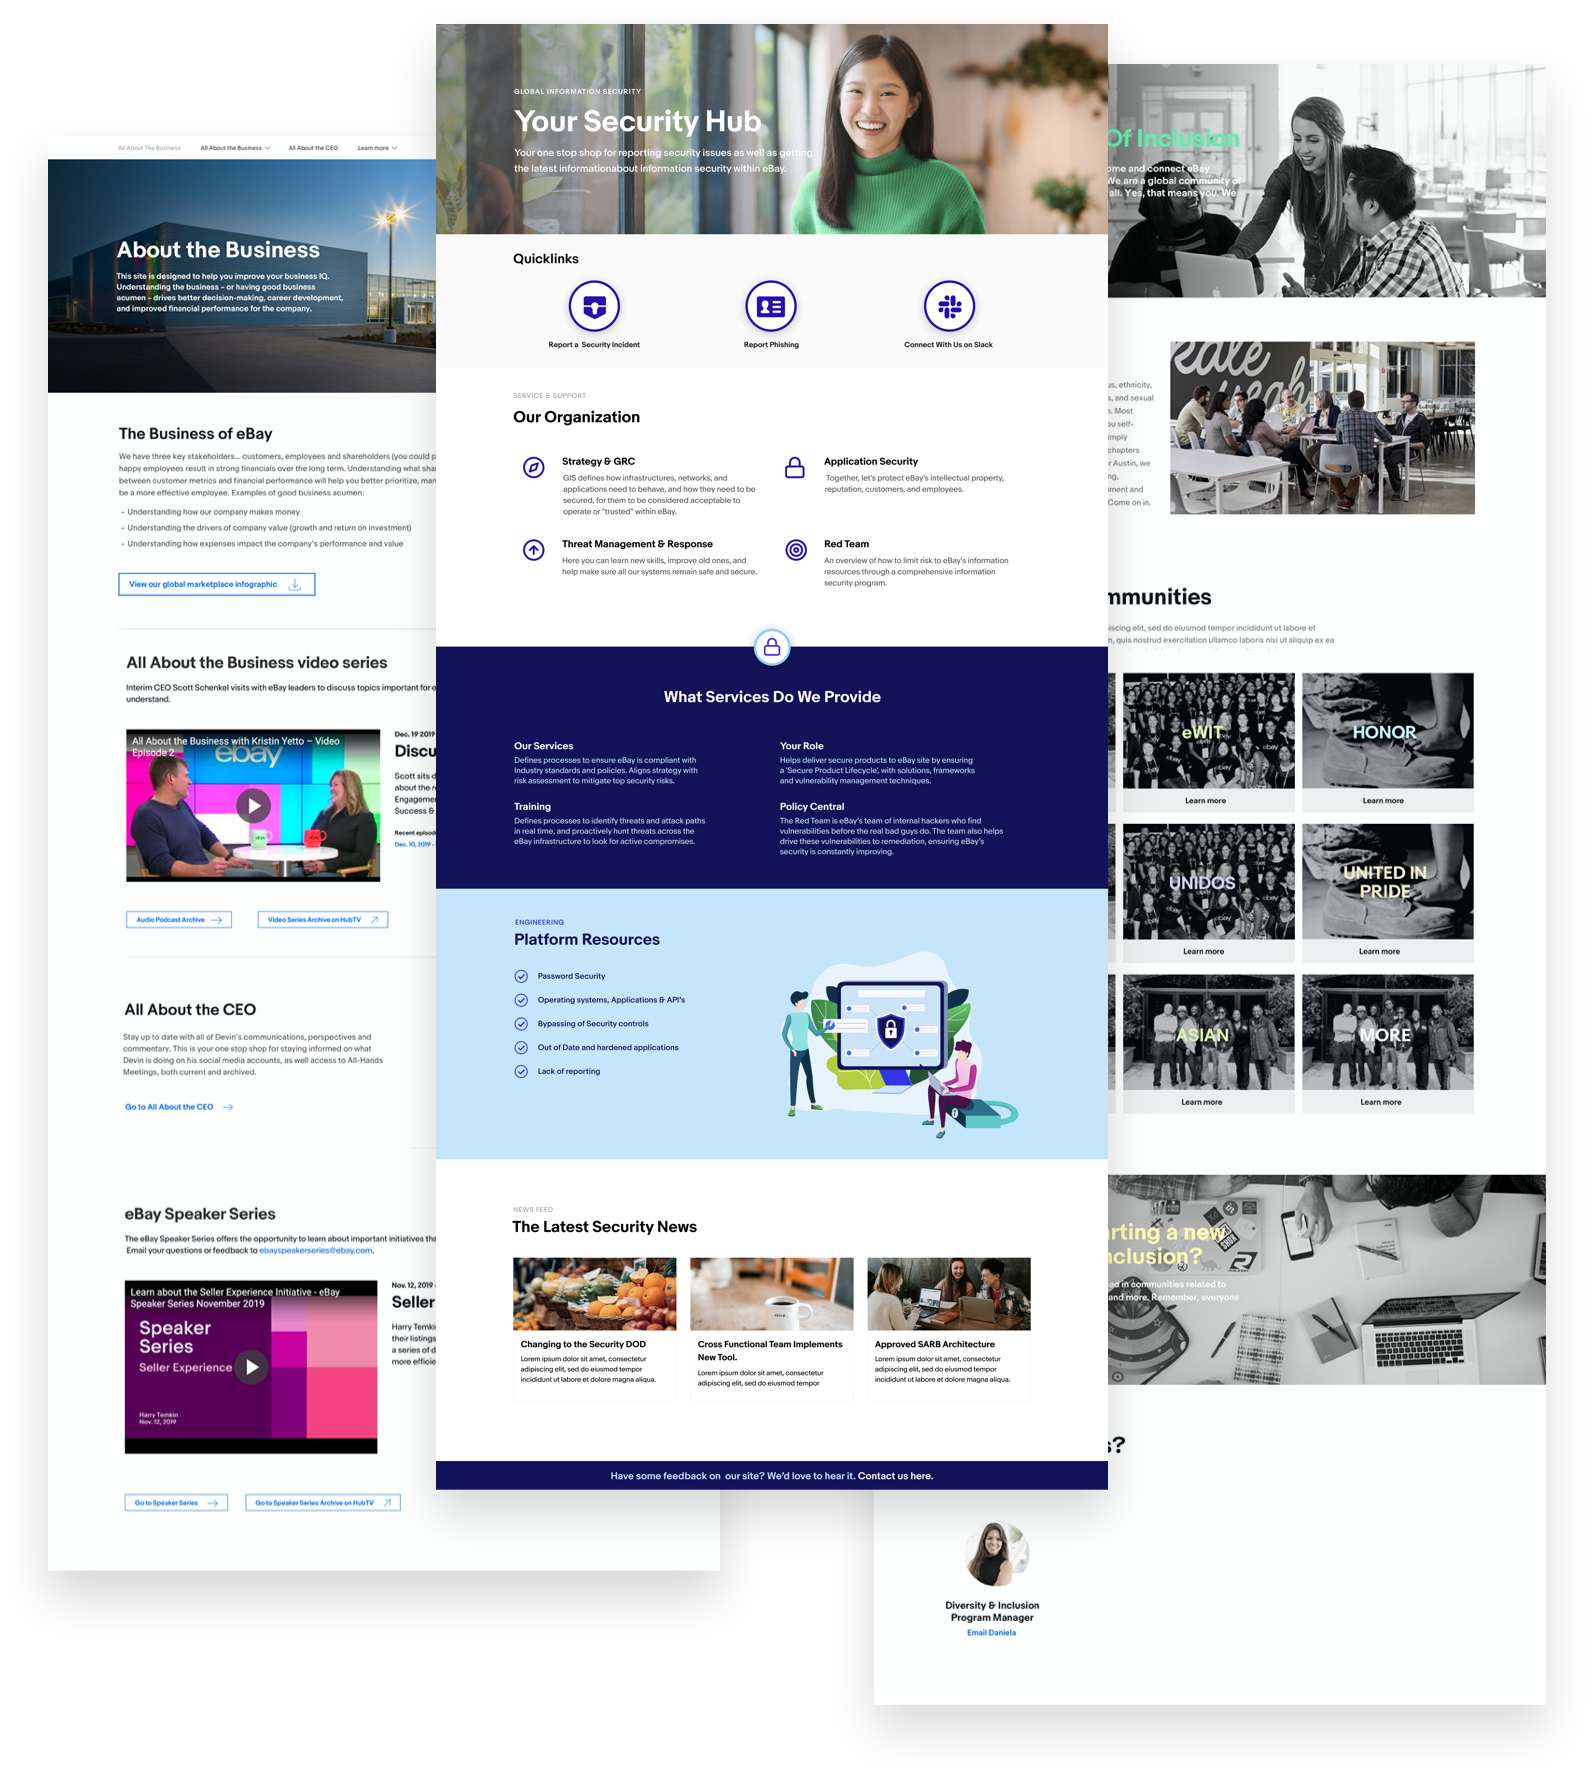 All About The Business
All About the Business
All About the CEO
Learn more
About the Business
This site is designed to help you improve your business IQ.
Understanding the business – or having good business
acumen – drives better decision-making, career development,
and improved financial performance for the company.
The Business of eBay
We have three key stakeholders... customers, employees and shareholders (you could p
happy employees result in strong financials over the long term. Understanding what sha
between customer metrics and financial performance will help you better prioritize, man
be a more effective employee. Examples of good business acumen:
• Understanding how our company makes money
• Understanding the drivers of company value (growth and return on investment)
• Understanding how expenses impact the company's performance and value
View our global marketplace infographic
All About the Business video series
Interim CEO Scott Schenkel visits with eBay leaders to discuss topics important for e
understand.
All About the Business with Kristin Yetto – Video
Episode 2
ebay
Dec. 19 2019
Discu
Scott sits d
about the r
Engagemen
Success &
Recent episod
Dec. 10, 2019 -
Audio Podcast Archive
Video Series Archive on HubTV
All About the CEO
Stay up to date with all of Devin's communications, perspectives and
commentary. This is your one stop shop for staying informed on what
Devin is doing on his social media accounts, as well access to All-Hands
Meetings, both current and archived.
Go to All About the CEO
eBay Speaker Series
The eBay Speaker Series offers the opportunity to learn about important initiatives tha
Email your questions or feedback to ebayspeakerseries@ebay.com.
Learn about the Seller Experience Initiative - eBay
Speaker Series November 2019
Speaker
Series
Seller Experience
Harry Temkin
Nov. 12, 2019
Nov. 12, 2019 -
Seller
Harry Temki
their listings
a series of d
more efficie
Go to Speaker Series
Go to Speaker Series Archive on HubTV
GLOBAL INFORMATION SECURITY
Your Security Hub
Your one stop shop for reporting security issues as well as getting
the latest informationabout information security within eBay.
Quicklinks
Report a Security Incident
Report Phishing
Connect With Us on Slack
SERVICE & SUPPORT
Our Organization
Strategy & GRC
GIS defines how infrastructures, networks, and
applications need to behave, and how they need to be
secured, for them to be considered acceptable to
operate or "trusted" within eBay.
Application Security
Together, let's protect eBay's intellectual property,
reputation, customers, and employees.
Threat Management & Response
Here you can learn new skills, improve old ones, and
help make sure all our systems remain safe and secure.
Red Team
An overview of how to limit risk to eBay's information
resources through a comprehensive information
security program.
What Services Do We Provide
Our Services
Defines processes to ensure eBay is compliant with
Industry standards and policies. Aligns strategy with
risk assessment to mitigate top security risks.
Your Role
Helps deliver secure products to eBay site by ensuring
a 'Secure Product Lifecycle', with solutions, frameworks
and vulnerability management techniques.
Training
Defines processes to identify threats and attack paths
in real time, and proactively hunt threats across the
eBay infrastructure to look for active compromises.
Policy Central
The Red Team is eBay's team of internal hackers who find
vulnerabilities before the real bad guys do. The team also helps
drive these vulnerabilities to remediation, ensuring eBay's
security is constantly improving.
ENGINEERING
Platform Resources
Password Security
Operating systems, Applications & API's
Bypassing of Security controls
Out of Date and hardened applications
Lack of reporting
NEWS FEED
The Latest Security News
Changing to the Security DOD
Lorem ipsum dolor sit amet, consectetur
adipiscing elit, sed do eiusmod tempor
incididunt ut labore et dolore magna aliqua.
Cross Functional Team Implements
New Tool.
Lorem ipsum dolor sit amet, consectetur
adipiscing elit, sed do eiusmod tempor
Approved SARB Architecture
Lorem ipsum dolor sit amet, consectetur
adipiscing elit, sed do eiusmod tempor
incididunt ut labore et dolore magna aliqua.
Have some feedback on our site? We'd love to hear it. Contact us here.
Of Inclusion
ome and connect eBay
We are a global community of
all. Yes, that means you. We
us, ethnicity,
s, and sexual
n. Most
ou self-
imply
chapters
r Austin, we
ng,
pment and
Come on in.
yeah
mmunities
iscing elit, sed do eiusmod tempor incididunt ut labore et
n, quis nostrud exercitation ullamco laboris nisi ut aliquip ex ea
eWIT
Learn more
HONOR
Learn more
UNIDOS
Learn more
UNITED IN
PRIDE
Learn more
ASIAN
Learn more
MORE
Learn more
rting a new
nclusion?
ad in communities related to
and more. Remember, everyone
s?
Diversity & Inclusion
Program Manager
Email Daniela